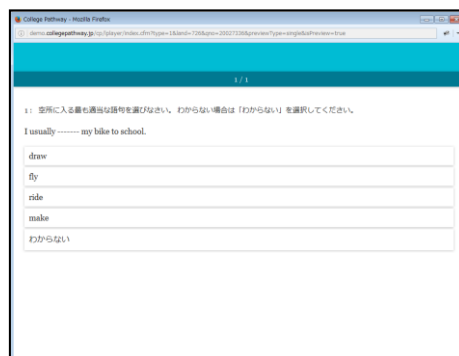 College Pathway - Mozilla Firefox
1 / 1
1： 空所に入る最も適当な語句を選びなさい。 わからない場合は「わからない」を選択してください。
I usually ------- my bike to school.
draw
fly
ride
make
わからない